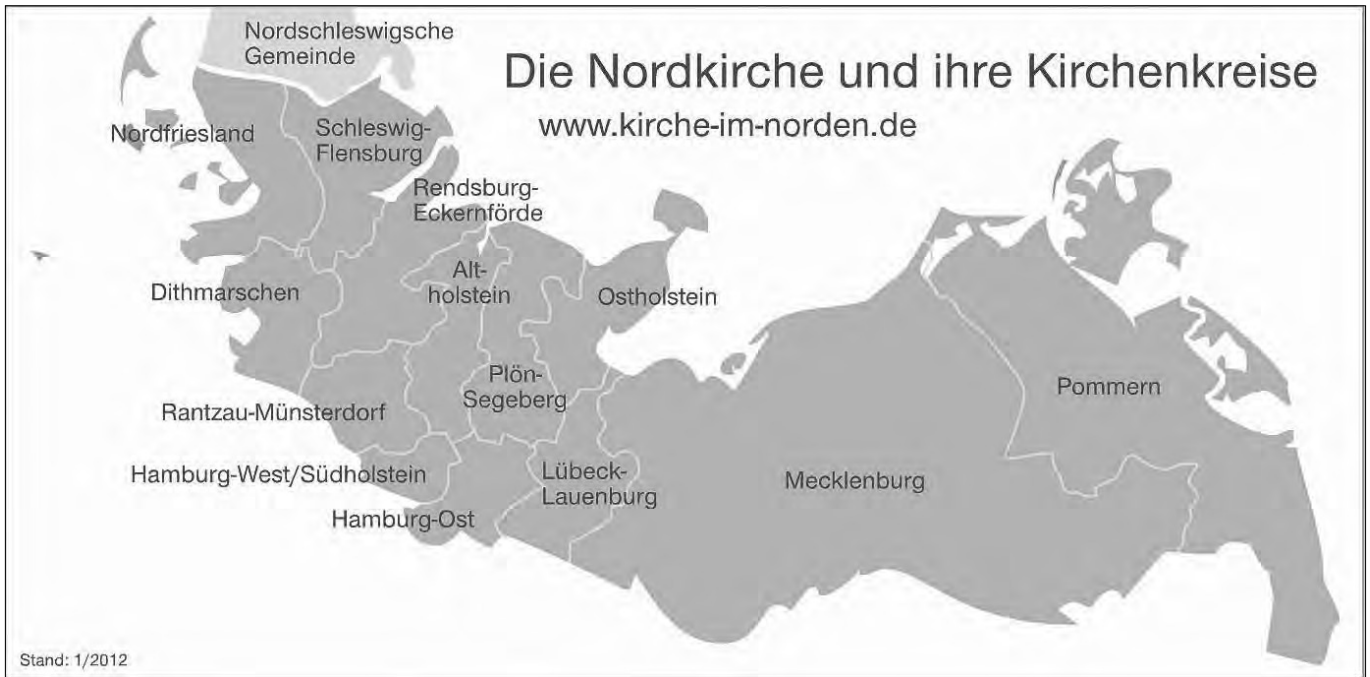 Nordschleswigsche
Gemeinde
Die Nordkirche und ihre Kirchenkreise
www.kirche-im-norden.de
Nordfriesland
Schleswig-
Flensburg
Rendsburg-
Eckernförde
Alt-
holstein
Dithmarschen
Ostholstein
Plön-
Segeberg
Pommern
Rantzau-Münsterdorf
Hamburg-West/Südholstein
Lübeck-
Lauenburg
Mecklenburg
Hamburg-Ost
Stand: 1/2012